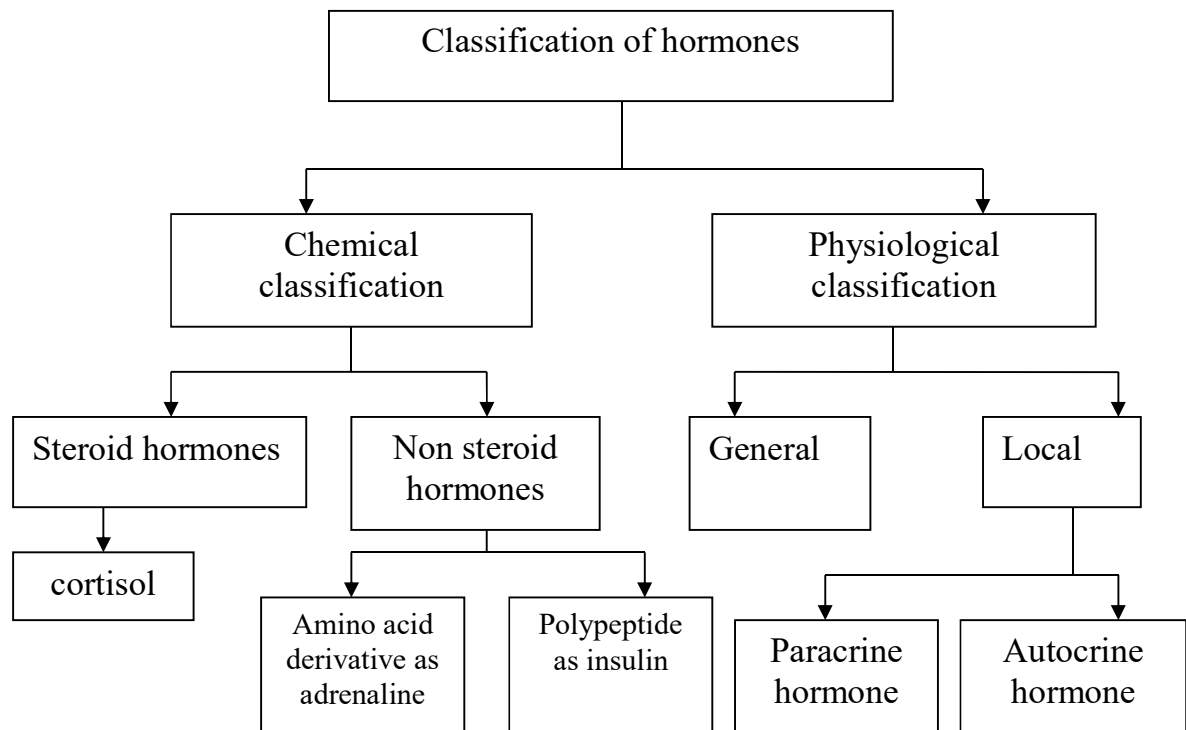 Classification of hormones
Chemical
classification
Physiological
classification
Steroid hormones
Non steroid
hormones
General
Local
cortisol
Amino acid
derivative as
adrenaline
Polypeptide
as insulin
Paracrine
hormone
Autocrine
hormone